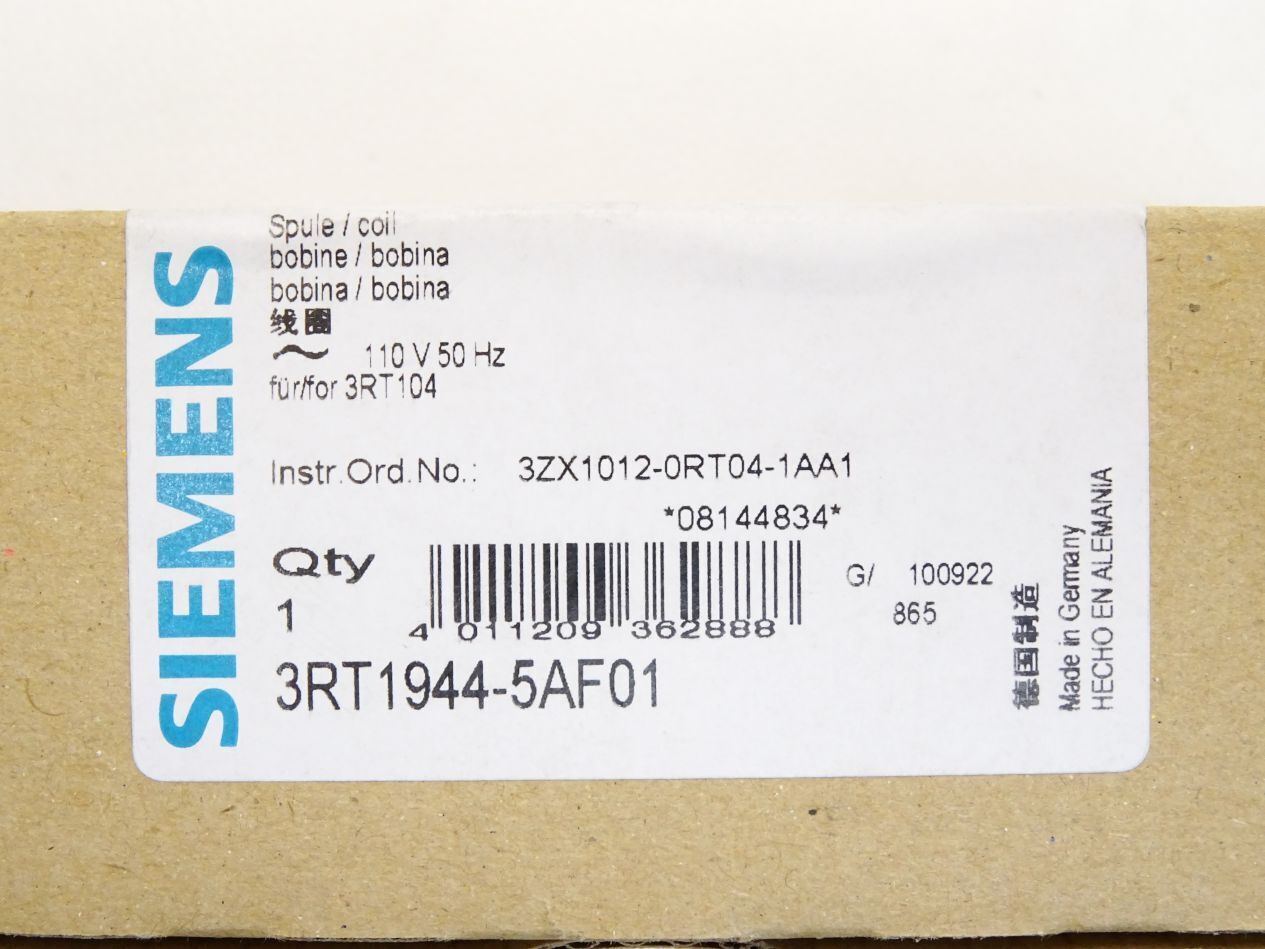 SIEMENS
Spule / coil
bobine / bobina
bobina / bobina
线圈
~ 110 V 50 Hz
für/for 3RT104
Instr.Ord.No.: 3ZX1012-0RT04-1AA1
*08144834*
Qty
1
4 011209 362888
G/ 100922
865
3RT1944-5AF01
德国制造
Made in Germany
HECHO EN ALEMANIA